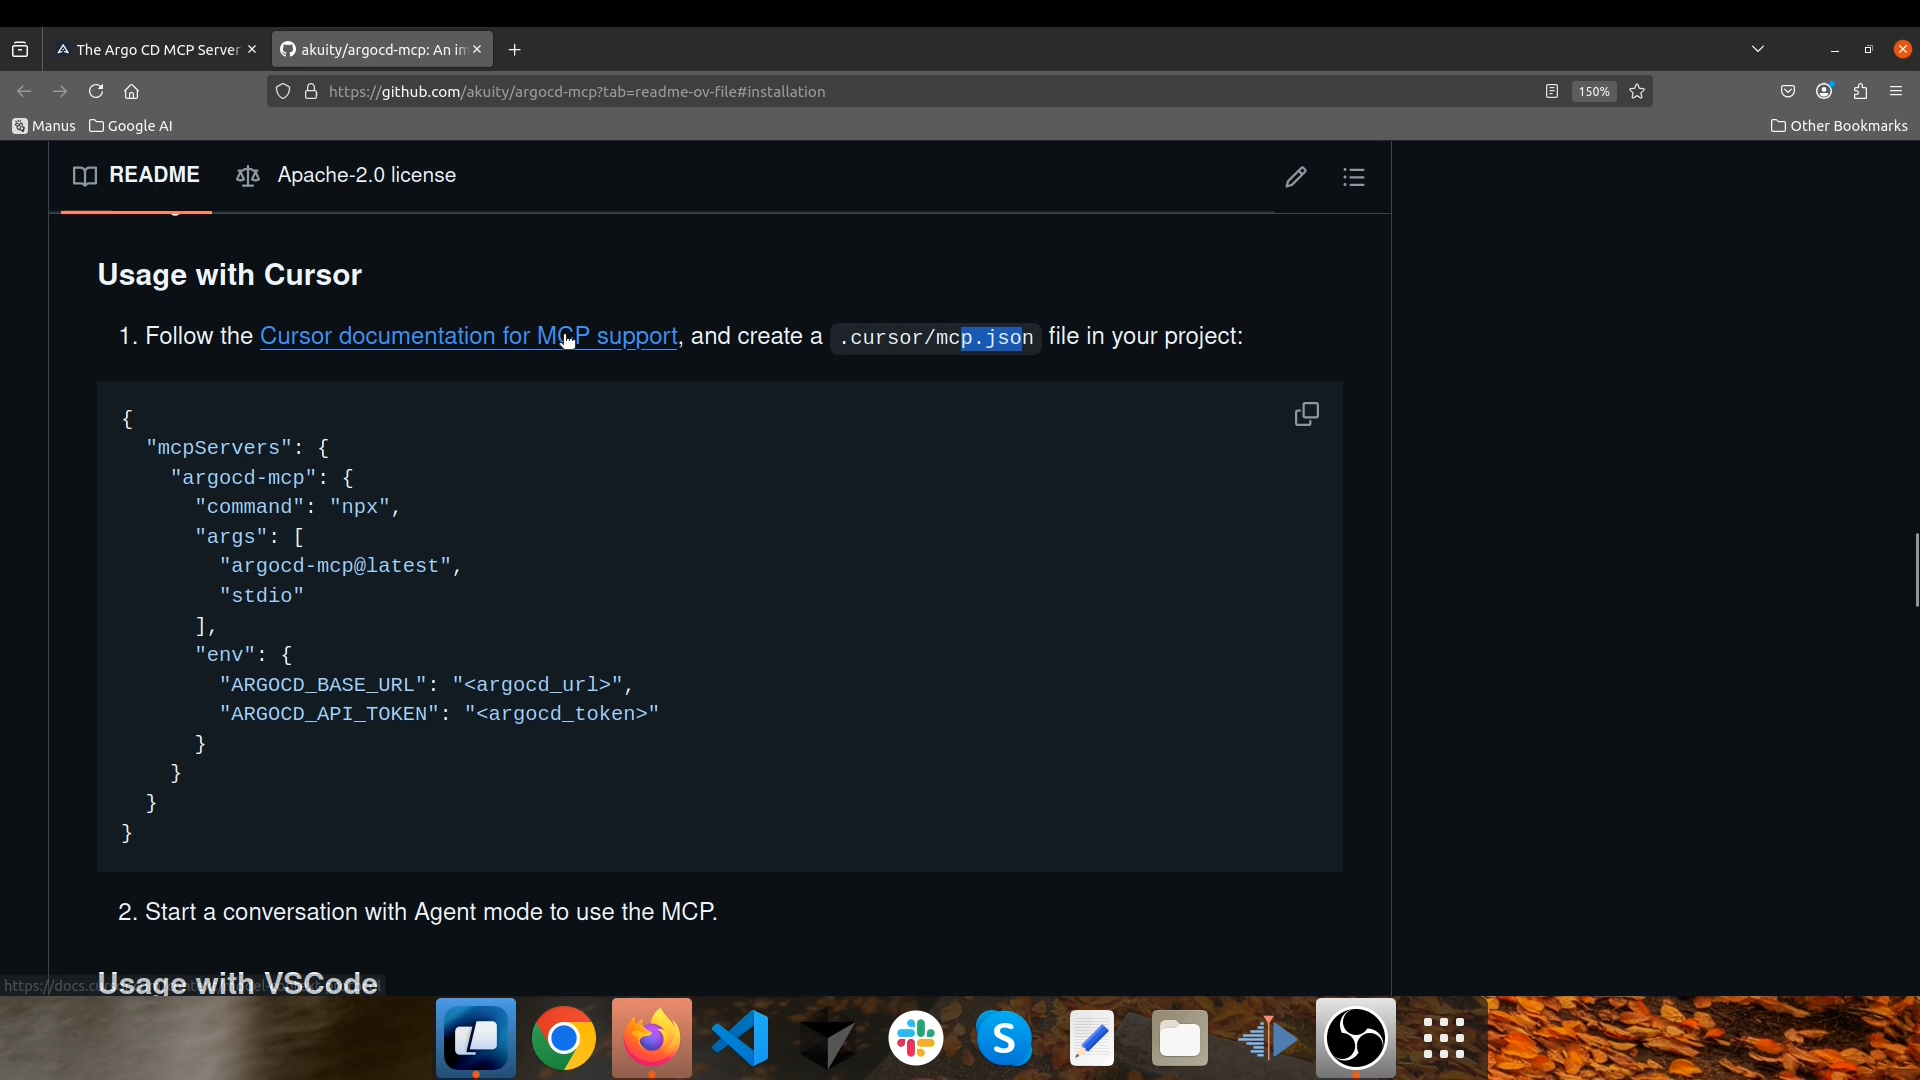 The Argo CD MCP Server
akuity/argocd-mcp: An im
https://github.com/akuity/argocd-mcp?tab=readme-ov-file#installation
150%
Manus
Google AI
Other Bookmarks
README
Apache-2.0 license
Usage with Cursor
1. Follow the Cursor documentation for MCP support, and create a .cursor/mcp.json file in your project:
{
"mcpServers": {
"argocd-mcp": {
"command": "npx",
"args": [
"argocd-mcp@latest",
"stdio"
],
"env": {
"ARGOCD_BASE_URL": "<argocd_url>",
"ARGOCD_API_TOKEN": "<argocd_token>"
}
}
}
}
2. Start a conversation with Agent mode to use the MCP.
Usage with VSCode